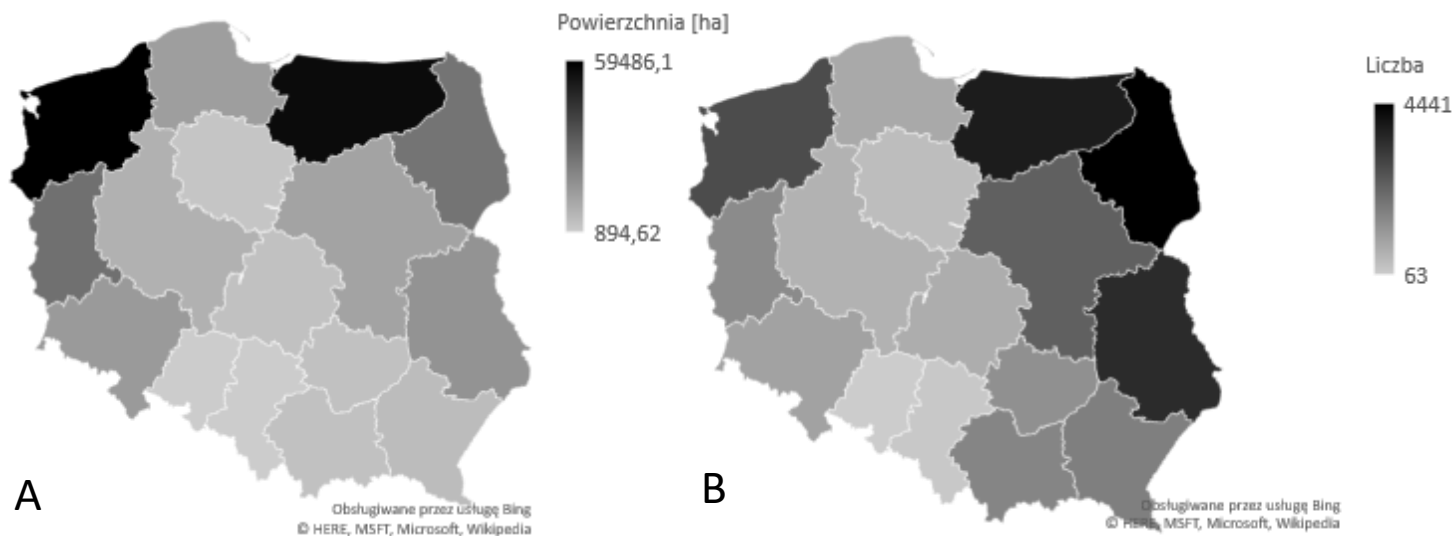 Powierzchnia [ha]
59486,1
894,62
A
Obsługiwane przez usługę Bing
© HERE, MSFT, Microsoft, Wikipedia
Liczba
4441
63
B
Obsługiwane przez usługę Bing
© HERE, MSFT, Microsoft, Wikipedia